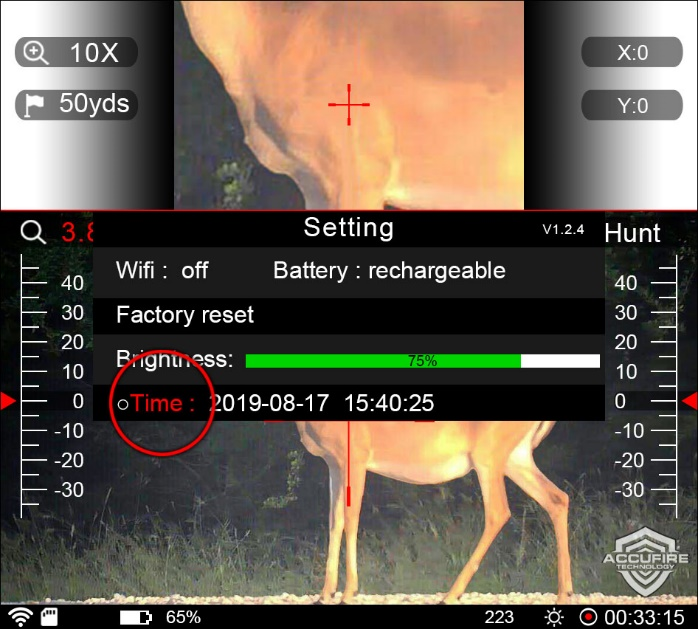 10X
X:0
50yds
Y:0
3.8
Setting
V1.2.4
Hunt
Wifi : off
Battery : rechargeable
Factory reset
Brightness: 75%
Time : 2019-08-17 15:40:25
40
30
20
10
0
-10
-20
-30
40
30
20
10
0
-10
-20
-30
ACCUFIRE
TECHNOLOGY
65%
223
00:33:15